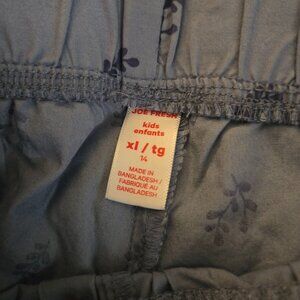 JOE FRESH
kids
enfants
xl / tg
14
MADE IN
BANGLADESH /
FABRIQUÉ AU
BANGLADESH